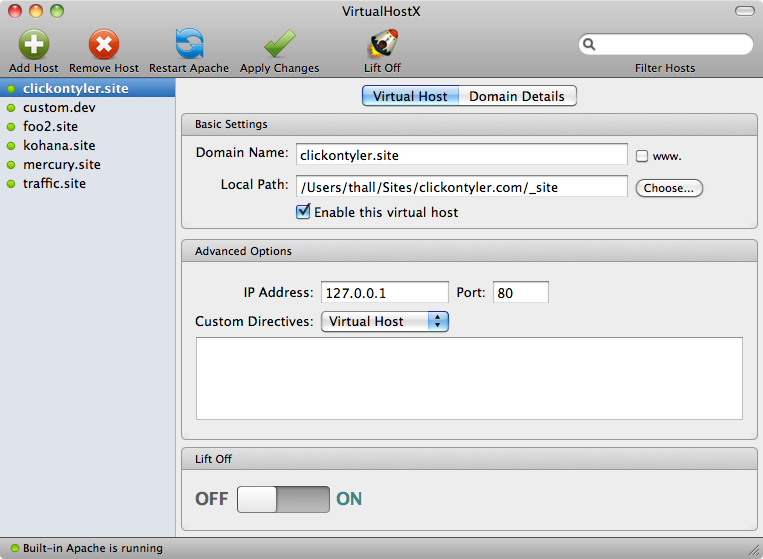 VirtualHostX
Add Host Remove Host Restart Apache Apply Changes Lift Off Filter Hosts
clickontyler.site
custom.dev
foo2.site
kohana.site
mercury.site
traffic.site
Virtual Host Domain Details
Basic Settings
Domain Name: clickontyler.site www.
Local Path: /Users/thall/Sites/clickontyler.com/_site Choose...
Enable this virtual host
Advanced Options
IP Address: 127.0.0.1 Port: 80
Custom Directives: Virtual Host
Lift Off
OFF ON
Built-in Apache is running